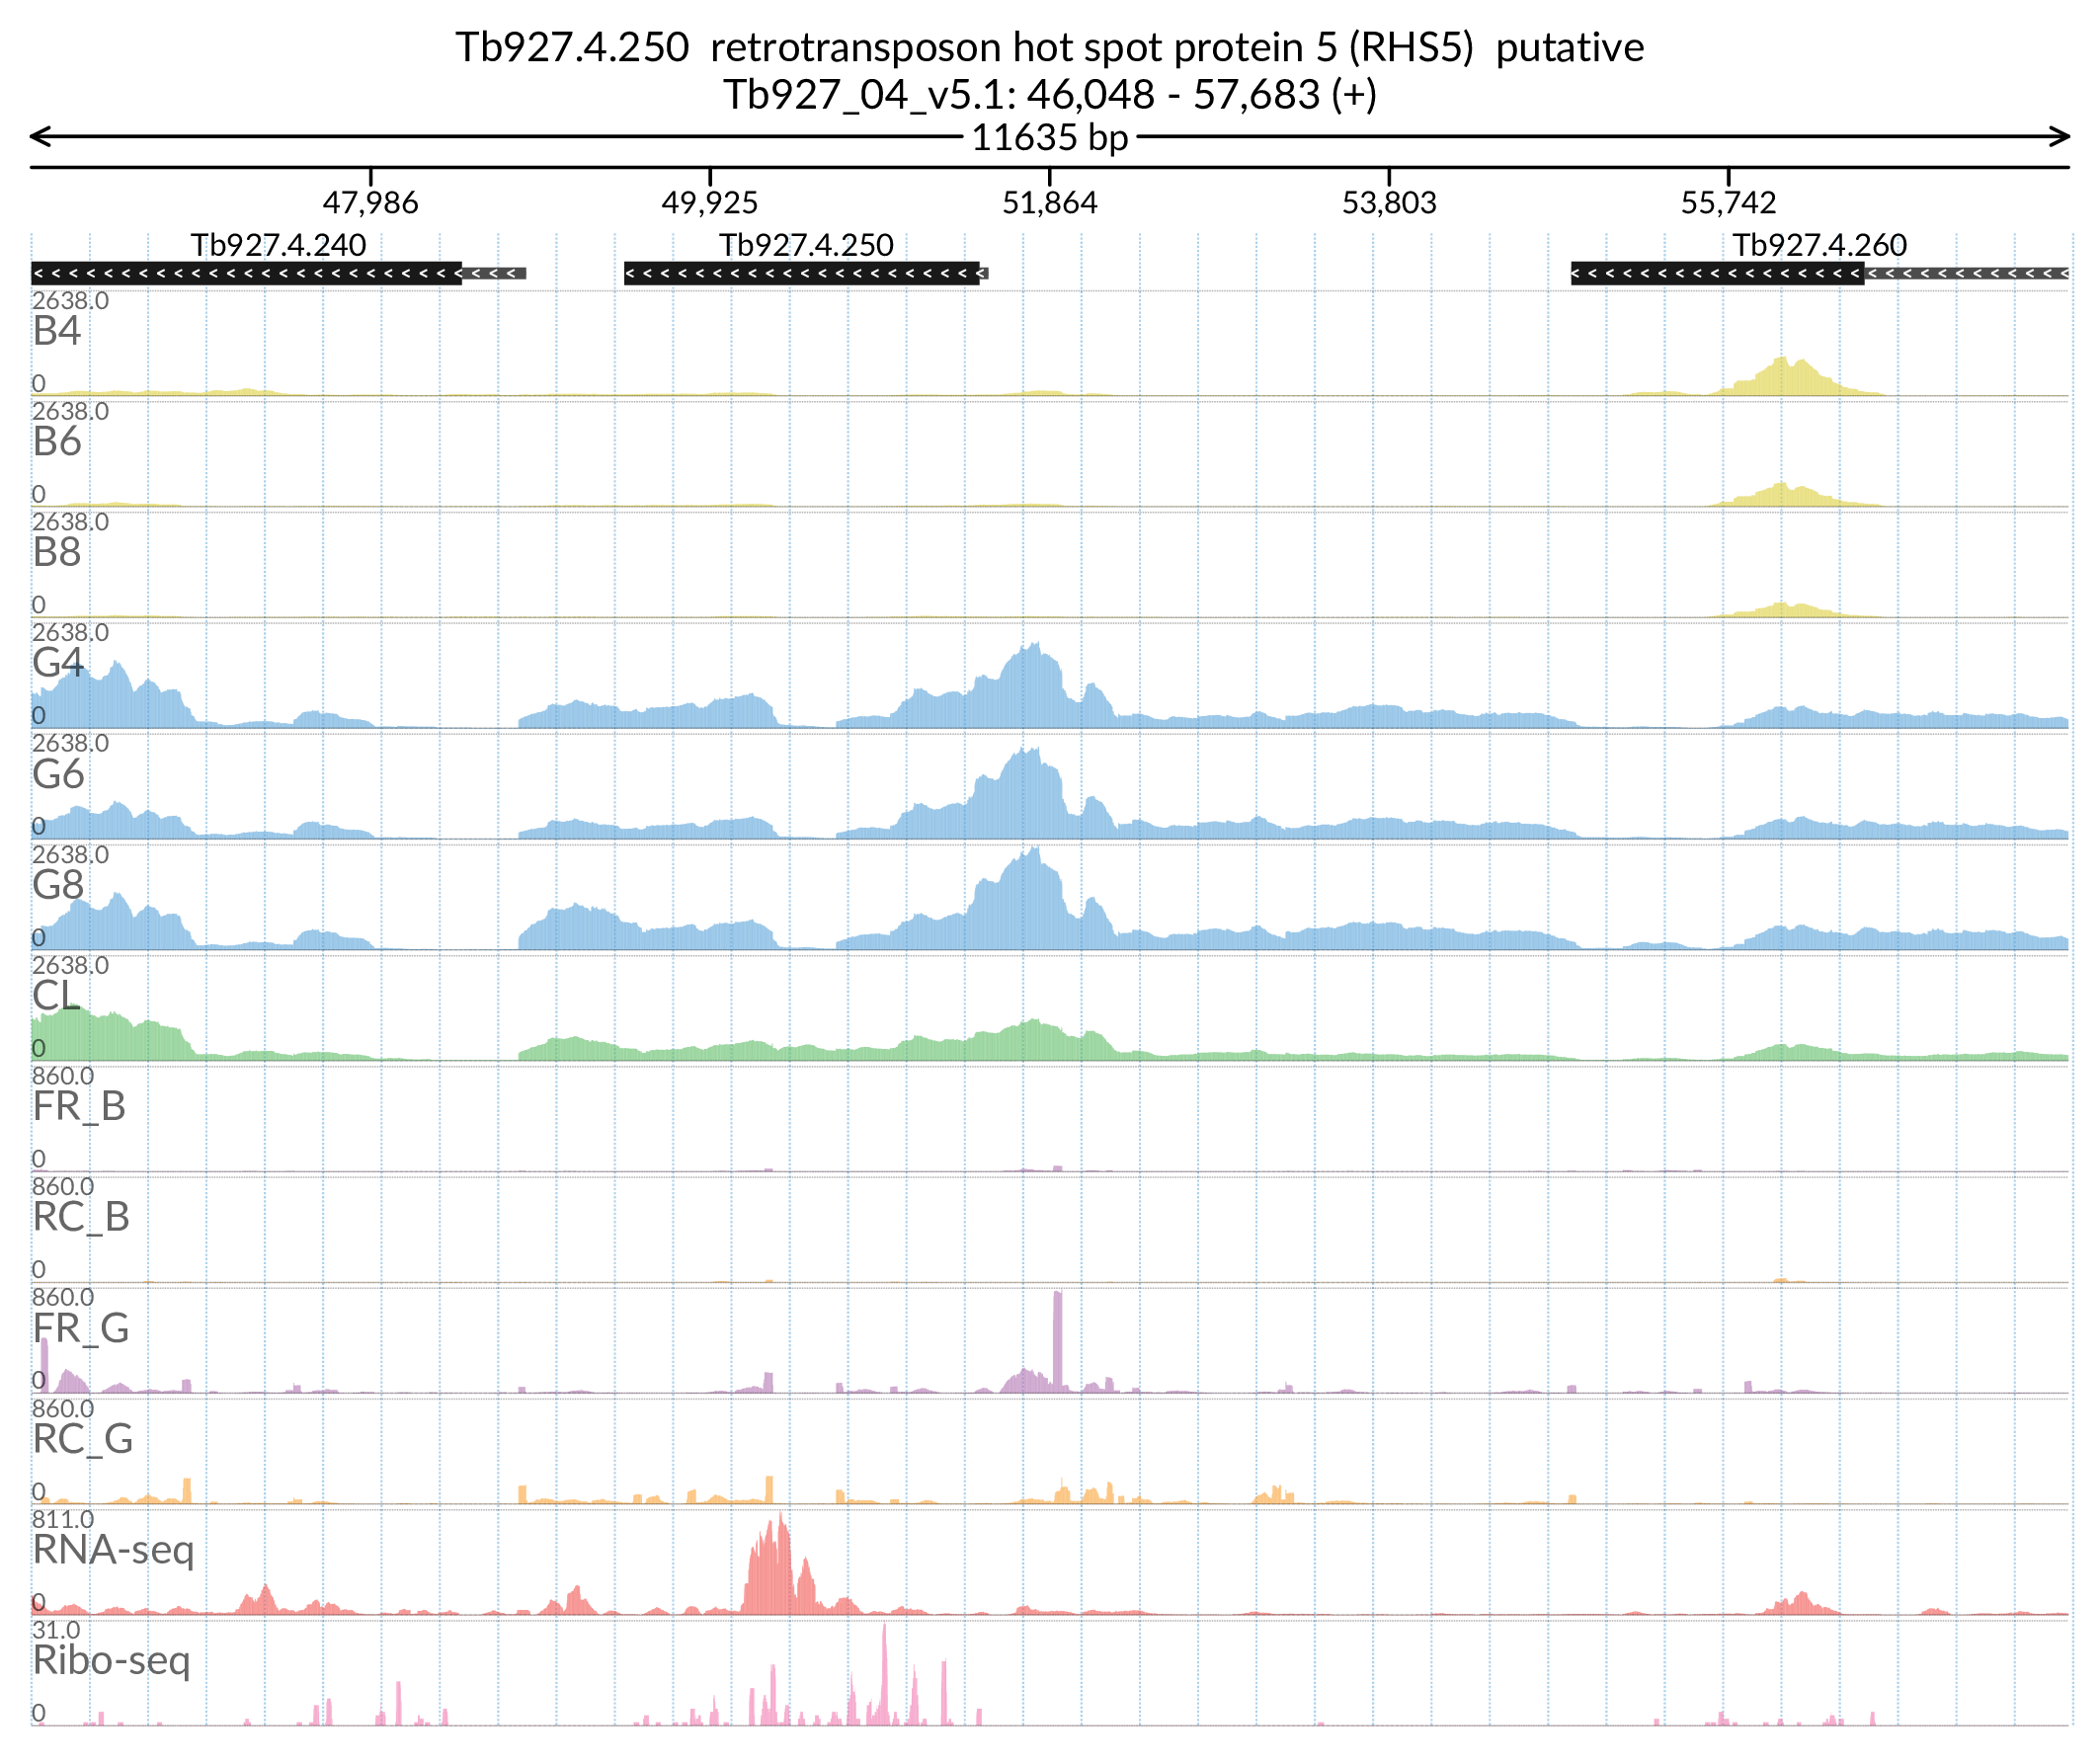 Tb927.4.250 retrotransposon hot spot protein 5 (RHS5) putative
Tb927_04_v5.1: 46,048 - 57,683 (+)
11635 bp
47,986 49,925 51,864 53,803 55,742
Tb927.4.240 Tb927.4.250 Tb927.4.260
2638.0
B4
0
2638.0
B6
0
2638.0
B8
0
2638.0
G4
0
2638.0
G6
0
2638.0
G8
0
2638.0
CL
0
860.0
FR_B
0
860.0
RC_B
0
860.0
FR_G
0
860.0
RC_G
0
811.0
RNA-seq
0
31.0
Ribo-seq
0